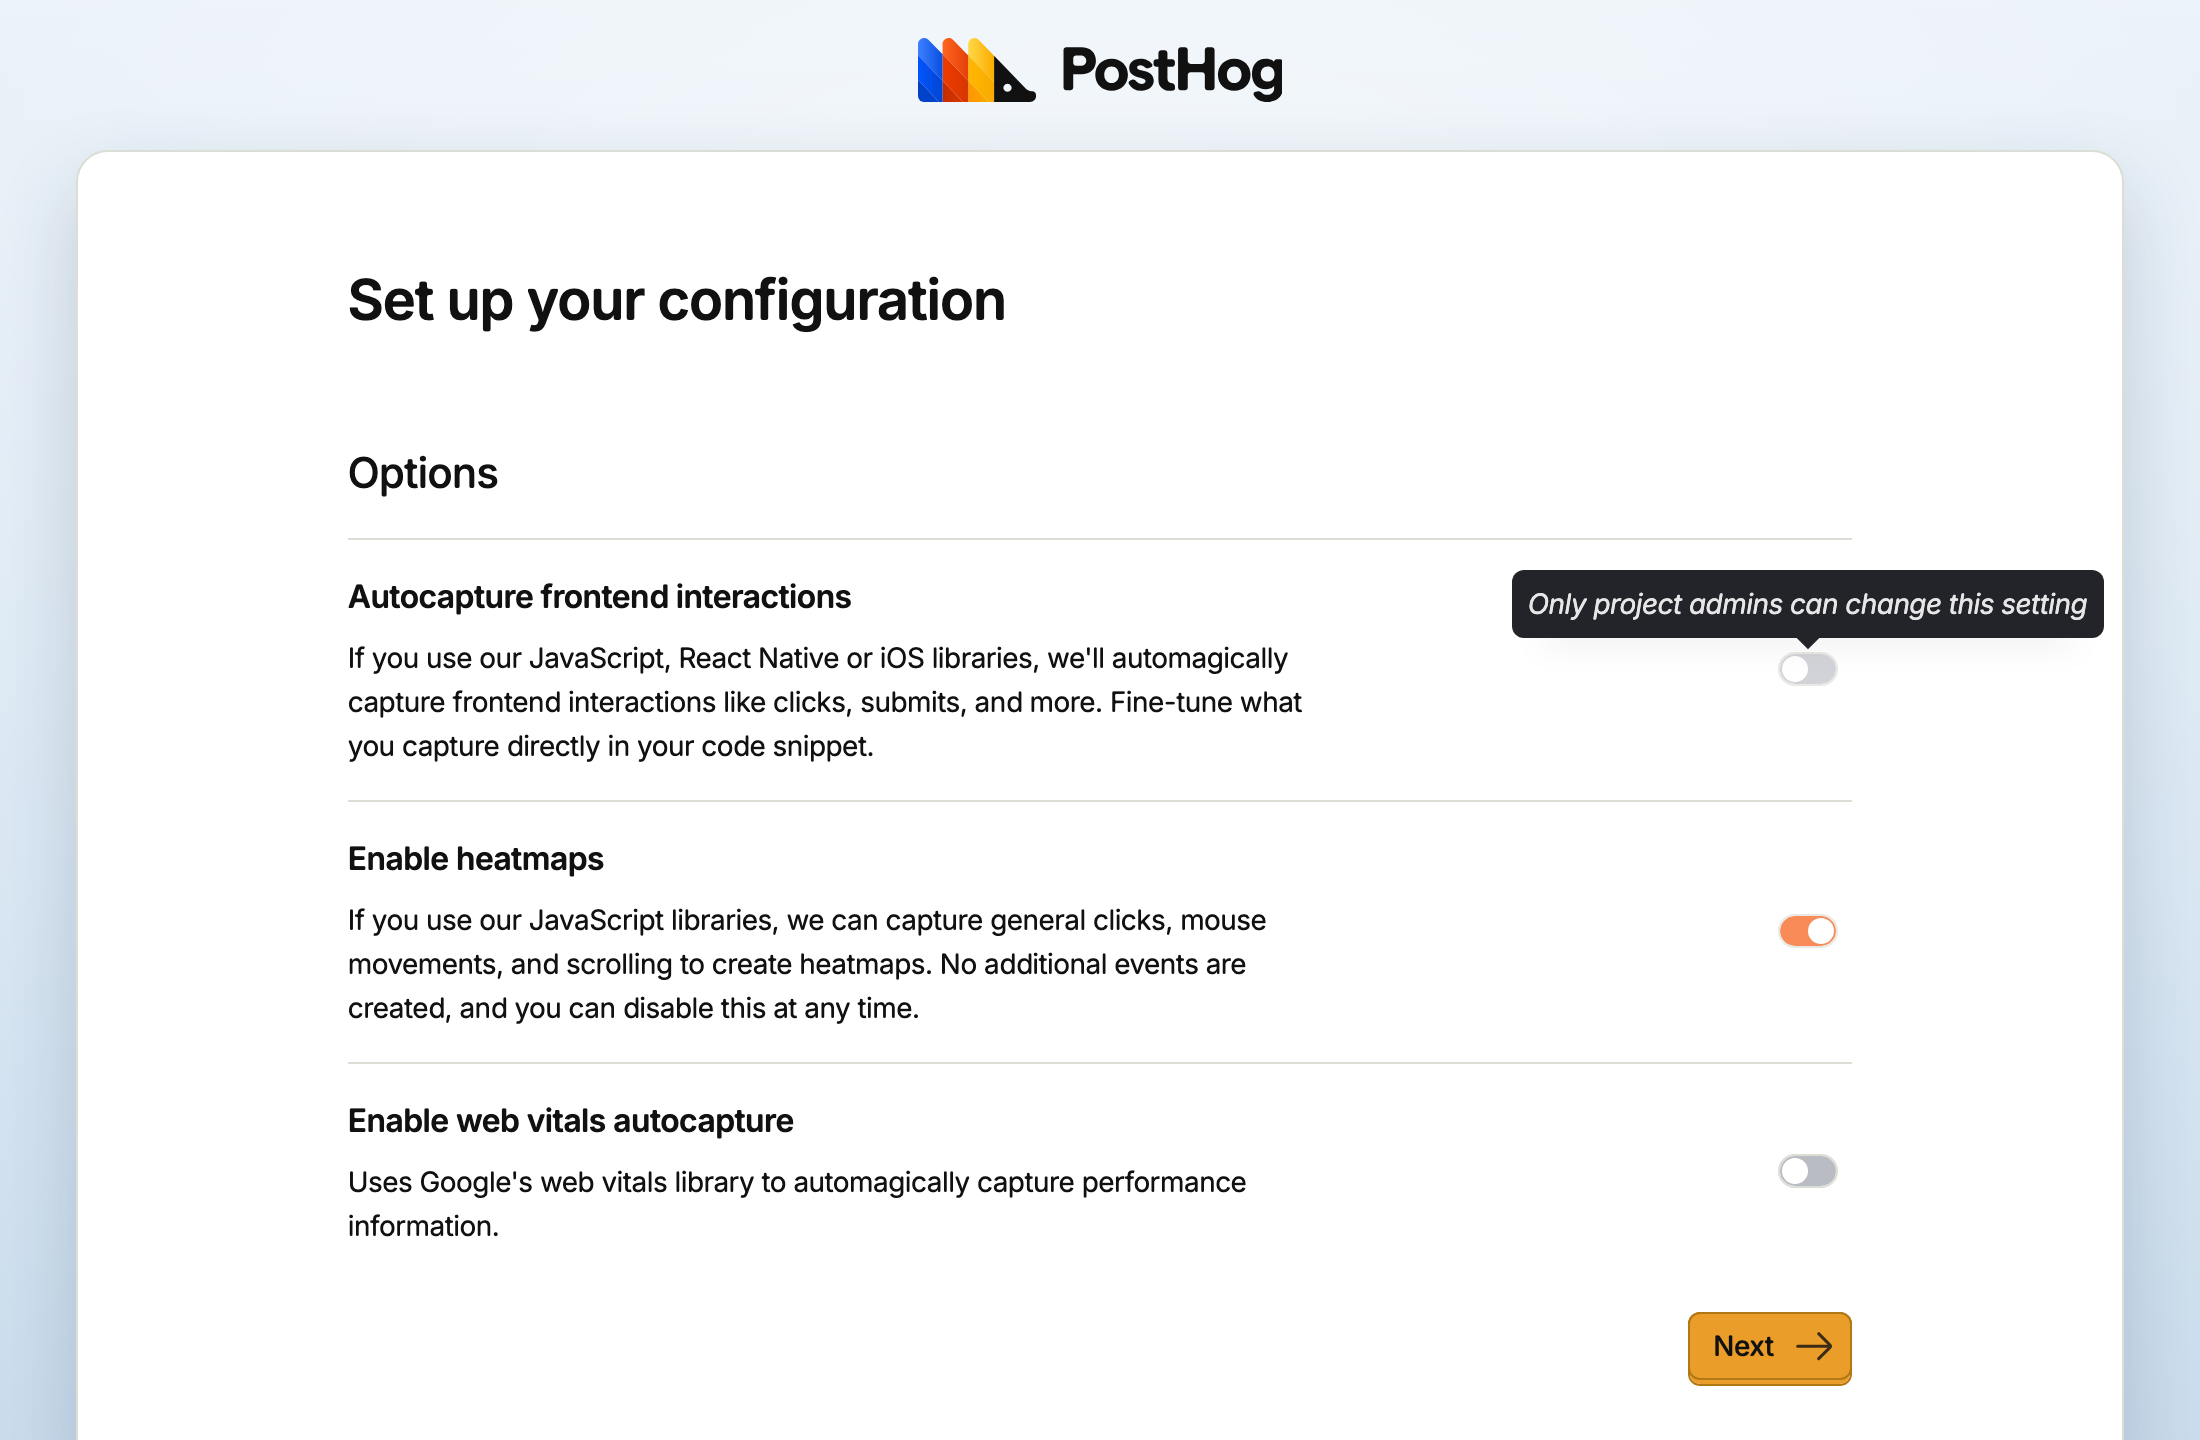 PostHog
Set up your configuration
Options
Autocapture frontend interactions
Only project admins can change this setting
If you use our JavaScript, React Native or iOS libraries, we'll automagically
capture frontend interactions like clicks, submits, and more. Fine-tune what
you capture directly in your code snippet.
Enable heatmaps
If you use our JavaScript libraries, we can capture general clicks, mouse
movements, and scrolling to create heatmaps. No additional events are
created, and you can disable this at any time.
Enable web vitals autocapture
Uses Google's web vitals library to automagically capture performance
information.
Next